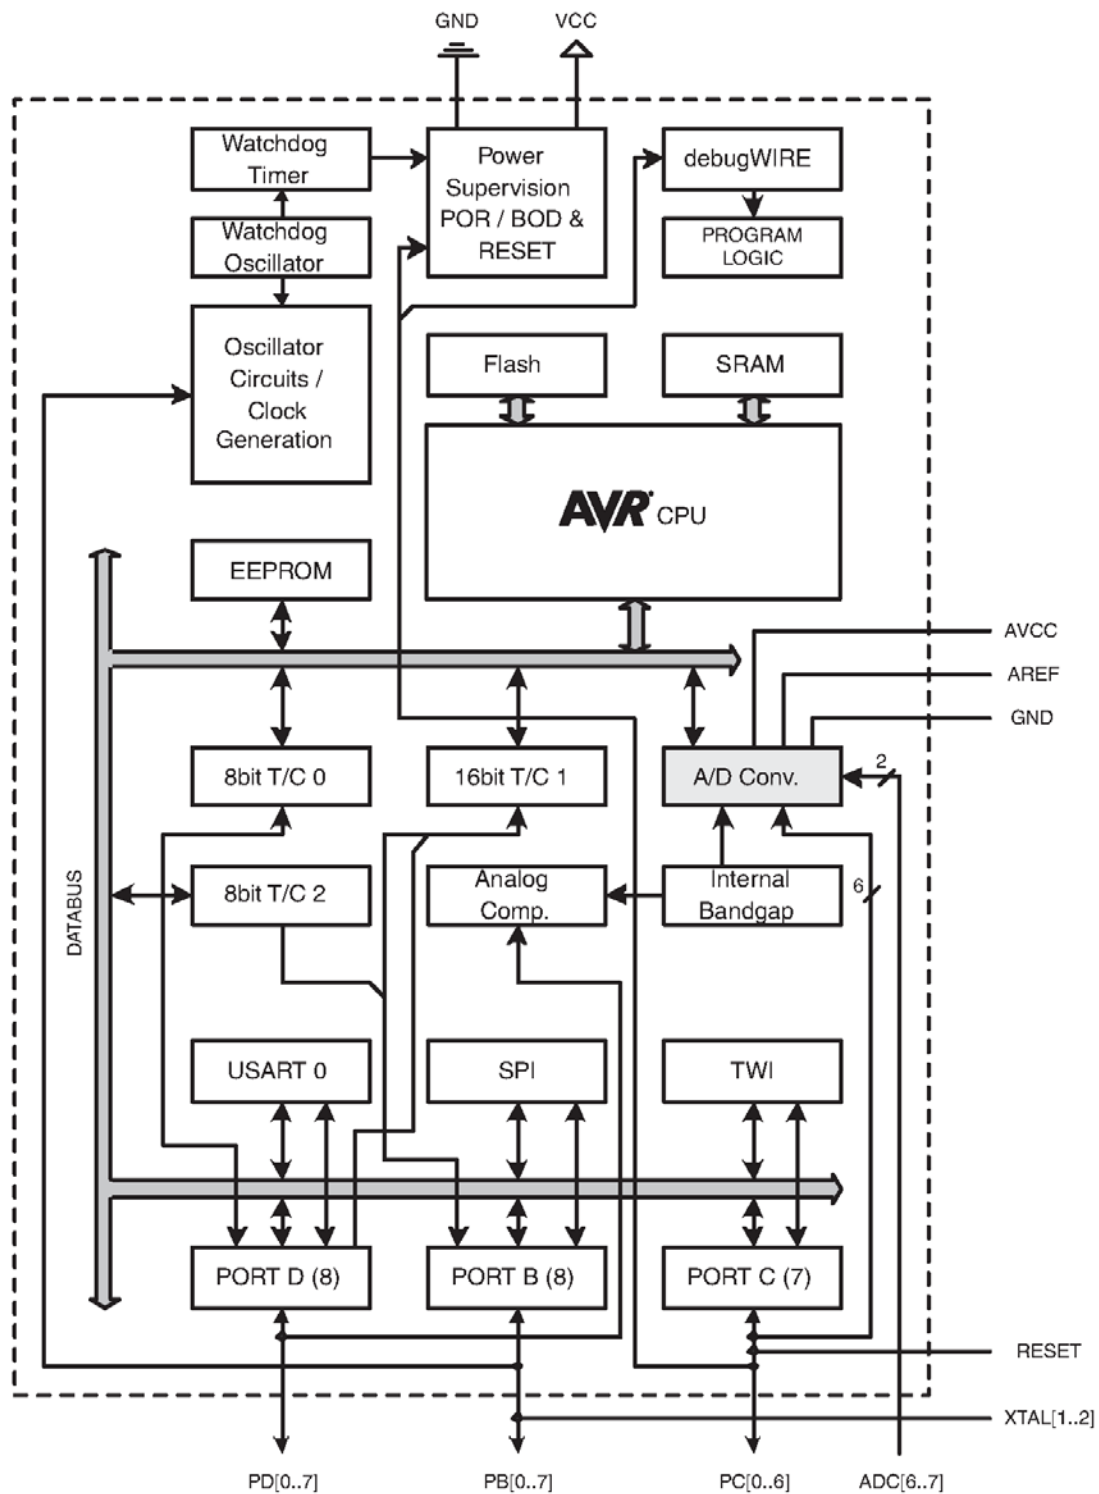 GND
VCC
Watchdog
Timer
Power
Supervision
POR / BOD &
RESET
debugWIRE
Watchdog
Oscillator
PROGRAM
LOGIC
Oscillator
Circuits /
Clock
Generation
Flash
SRAM
AVR CPU
EEPROM
AVCC
AREF
GND
8bit T/C 0
16bit T/C 1
A/D Conv.
2
8bit T/C 2
Analog
Comp.
Internal
Bandgap
6
DATABUS
USART 0
SPI
TWI
PORT D (8)
PORT B (8)
PORT C (7)
RESET
XTAL[1..2]
PD[0..7]
PB[0..7]
PC[0..6]
ADC[6..7]